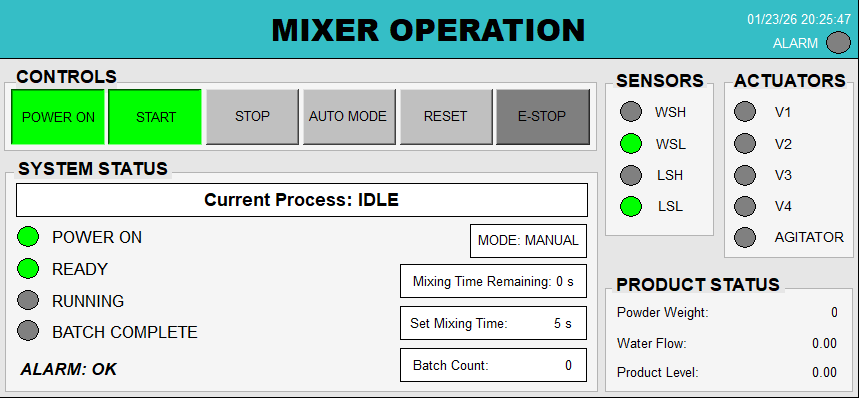 MIXER OPERATION
01/23/26 20:25:47
ALARM
CONTROLS
POWER ON
START
STOP
AUTO MODE
RESET
E-STOP
SENSORS
WSH
WSL
LSH
LSL
ACTUATORS
V1
V2
V3
V4
AGITATOR
SYSTEM STATUS
Current Process: IDLE
POWER ON
READY
RUNNING
BATCH COMPLETE
ALARM: OK
MODE: MANUAL
Mixing Time Remaining: 0 s
Set Mixing Time: 5 s
Batch Count: 0
PRODUCT STATUS
Powder Weight: 0
Water Flow: 0.00
Product Level: 0.00